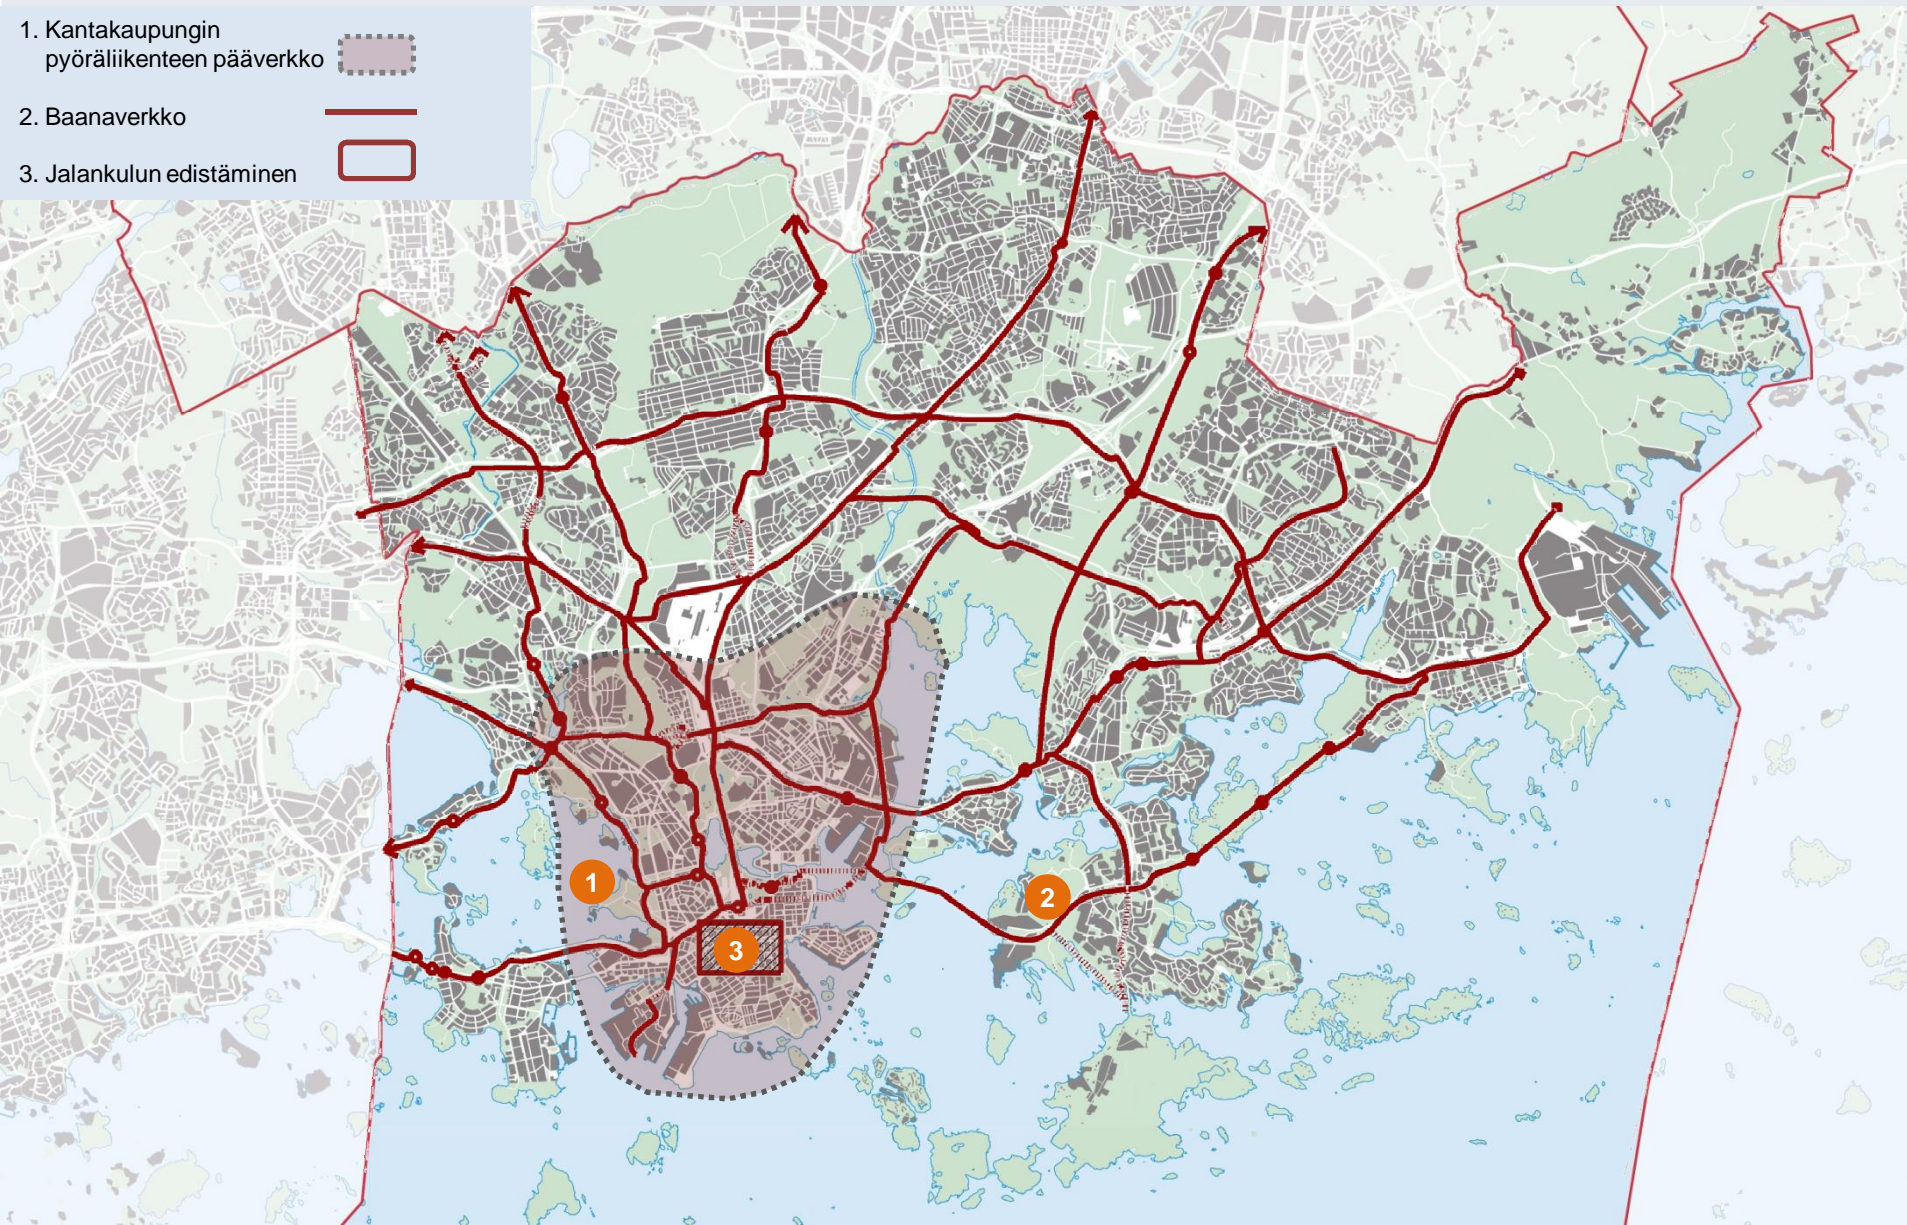 1. Kantakaupungin
pyöräliikenteen pääverkko
2. Baanaverkko
3. Jalankulun edistäminen
1
2
3